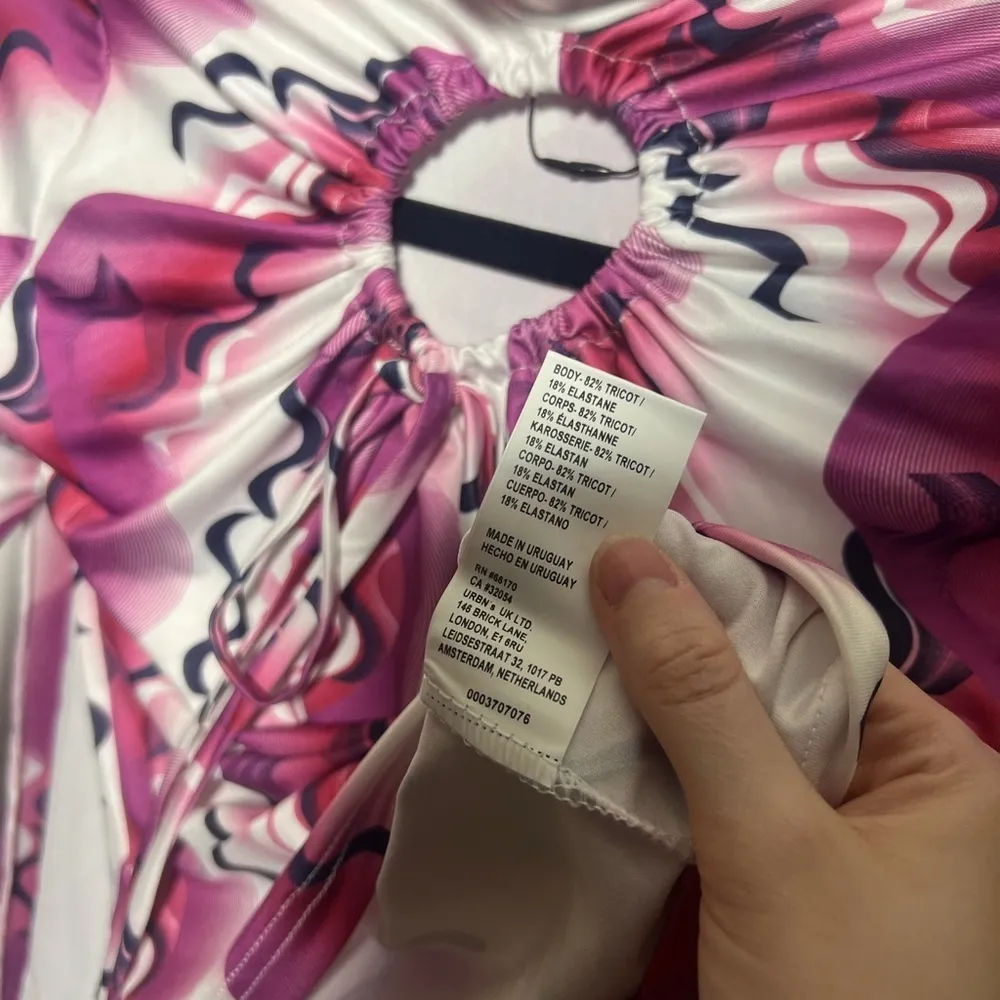 BODY- 82% TRICOT /
18% ELASTANE
CORPS- 82% TRICOT/
18% ÉLASTHANNE
KAROSSERIE- 82% TRICOT /
18% ELASTAN
CORPO- 82% TRICOT /
18% ELASTAN
CUERPO- 82% TRICOT /
18% ELASTANO
MADE IN URUGUAY
HECHO EN URUGUAY
RN #66170
CA #32054
URBN's UK LTD,
146 BRICK LANE,
LONDON, E1 6RU
LEIDSESTRAAT 32, 1017 PB
AMSTERDAM, NETHERLANDS
0003707076